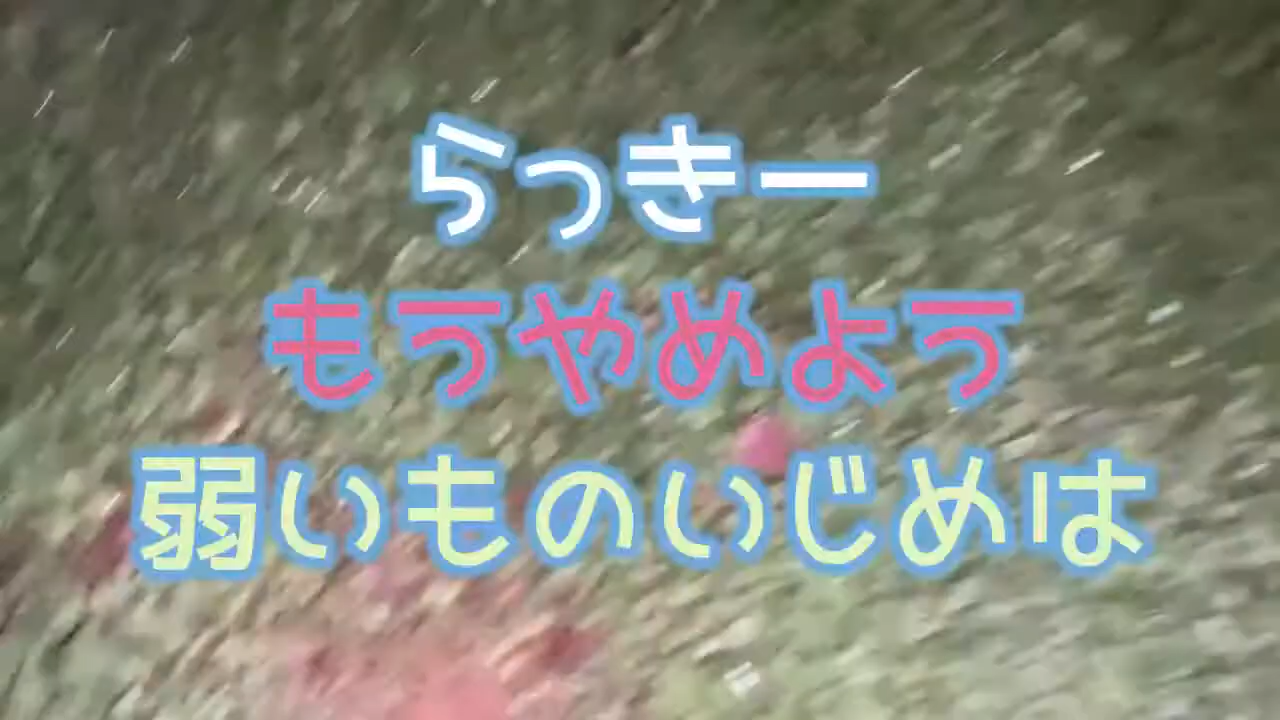 らっきー
もうやめよう
弱いものいじめは